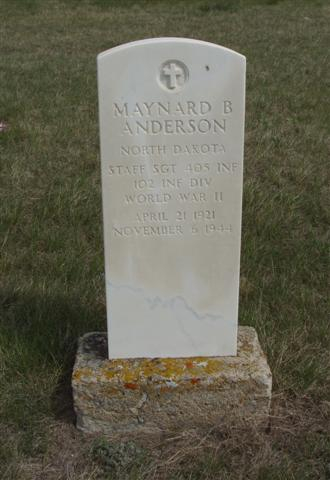 MAYNARD B
ANDERSON
NORTH DAKOTA
STAFF SGT 405 INF
102 INF DIV
WORLD WAR II
APRIL 21 1921
NOVEMBER 6 1944